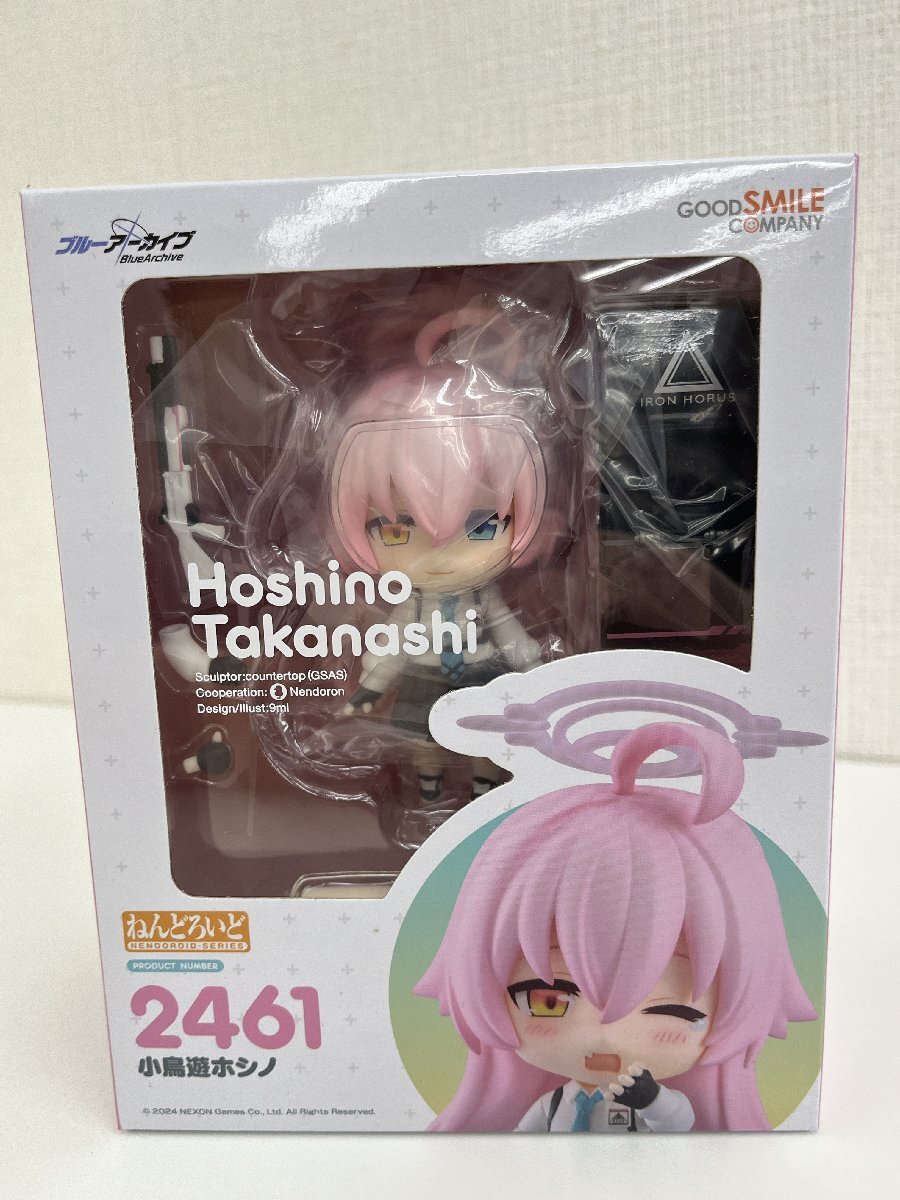 ブルーアーカイブ
BlueArchive
GOOD SMILE
COMPANY
IRON HORUS
Hoshino
Takanashi
Sculptor:countertop (GSAS)
Cooperation: Nendoron
Design/Illust:9ml
ねんどろいど
NENDOROID・SERIES
PRODUCT NUMBER
2461
小鳥遊ホシノ
© 2024 NEXON Games Co., Ltd. All Rights Reserved.